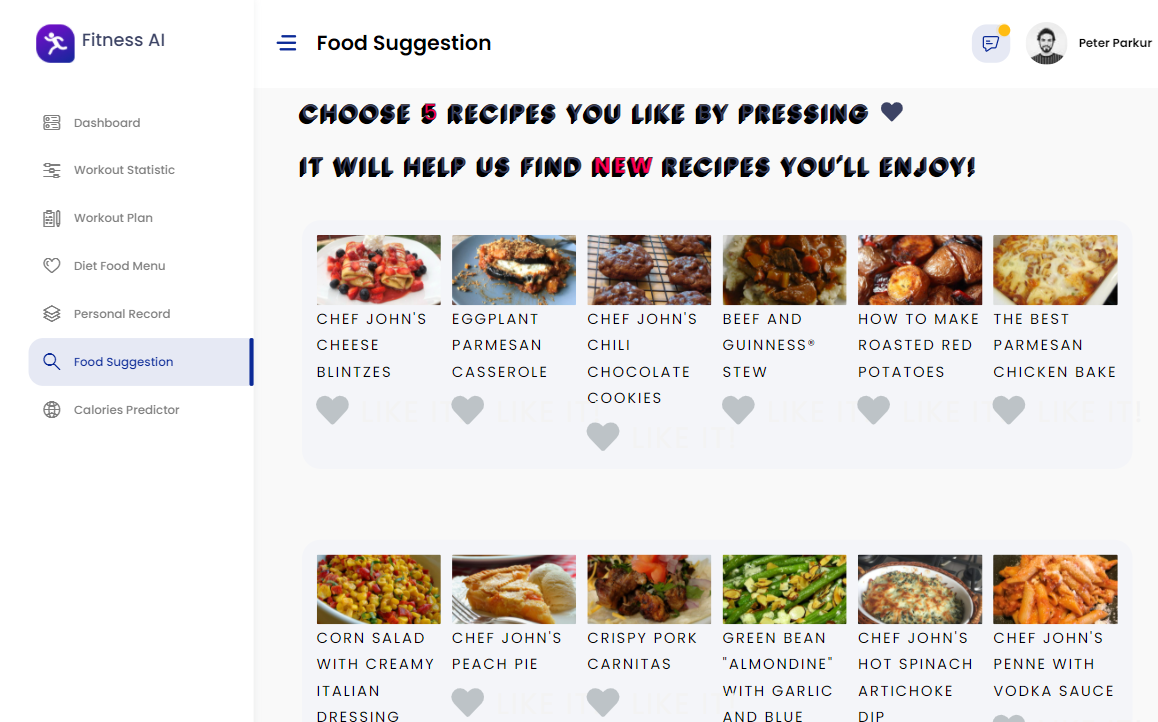 Fitness AI
Food Suggestion
Peter Parkur
Dashboard
Workout Statistic
Workout Plan
Diet Food Menu
Personal Record
Food Suggestion
Calories Predictor
CHOOSE 5 RECIPES YOU LIKE BY PRESSING
IT WILL HELP US FIND NEW RECIPES YOU'LL ENJOY!
CHEF JOHN'S
CHEESE
BLINTZES
LIKE IT!
EGGPLANT
PARMESAN
CASSEROLE
LIKE IT!
CHEF JOHN'S
CHILI
CHOCOLATE
COOKIES
LIKE IT!
BEEF AND
GUINNESS®
STEW
LIKE IT!
HOW TO MAKE
ROASTED RED
POTATOES
LIKE IT!
THE BEST
PARMESAN
CHICKEN BAKE
LIKE IT!
CORN SALAD
WITH CREAMY
ITALIAN
DRESSING
CHEF JOHN'S
PEACH PIE
LIKE IT!
CRISPY PORK
CARNITAS
LIKE IT!
GREEN BEAN
"ALMONDINE"
WITH GARLIC
AND BLUE
CHEF JOHN'S
HOT SPINACH
ARTICHOKE
DIP
CHEF JOHN'S
PENNE WITH
VODKA SAUCE